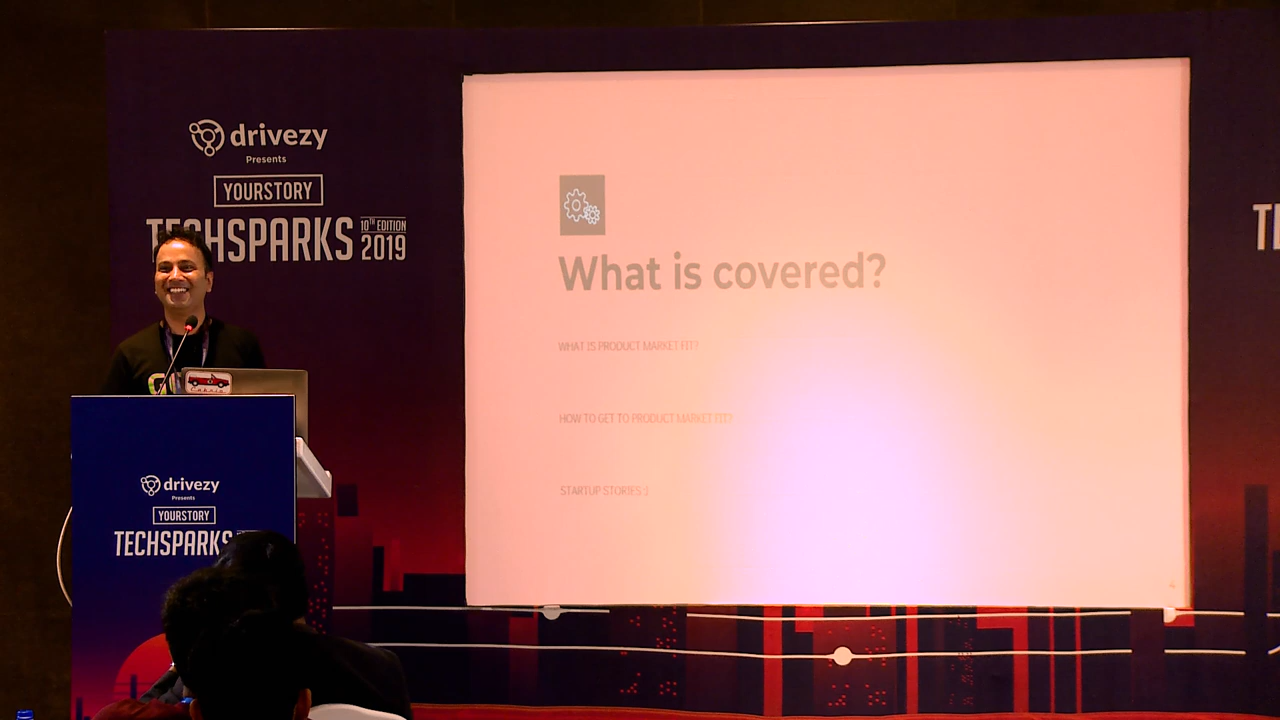 drivezy
Presents
YOURSTORY
TECHSPARKS 10TH EDITION 2019
What is covered?
WHAT IS PRODUCT MARKET FIT?
HOW TO GET TO PRODUCT MARKET FIT?
STARTUP STORIES :)
drivezy
Presents
YOURSTORY
TECHSPARKS